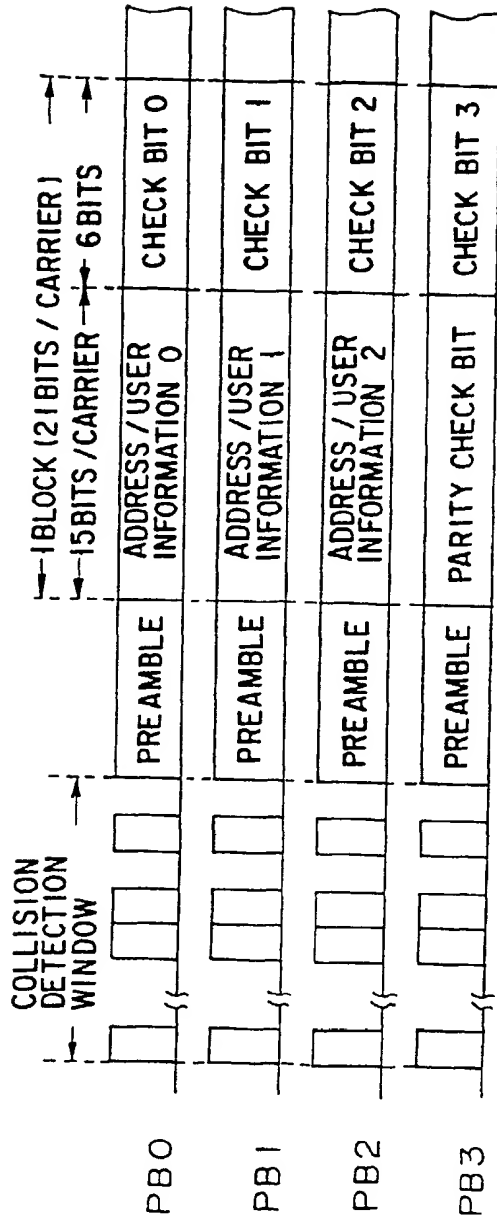 1 BLOCK (21 BITS / CARRIER)
15 BITS / CARRIER
6 BITS
COLLISION
DETECTION
WINDOW
PB0
PREAMBLE
ADDRESS / USER
INFORMATION 0
CHECK BIT 0
PB1
PREAMBLE
ADDRESS / USER
INFORMATION 1
CHECK BIT 1
PB2
PREAMBLE
ADDRESS / USER
INFORMATION 2
CHECK BIT 2
PB3
PREAMBLE
PARITY CHECK BIT
CHECK BIT 3